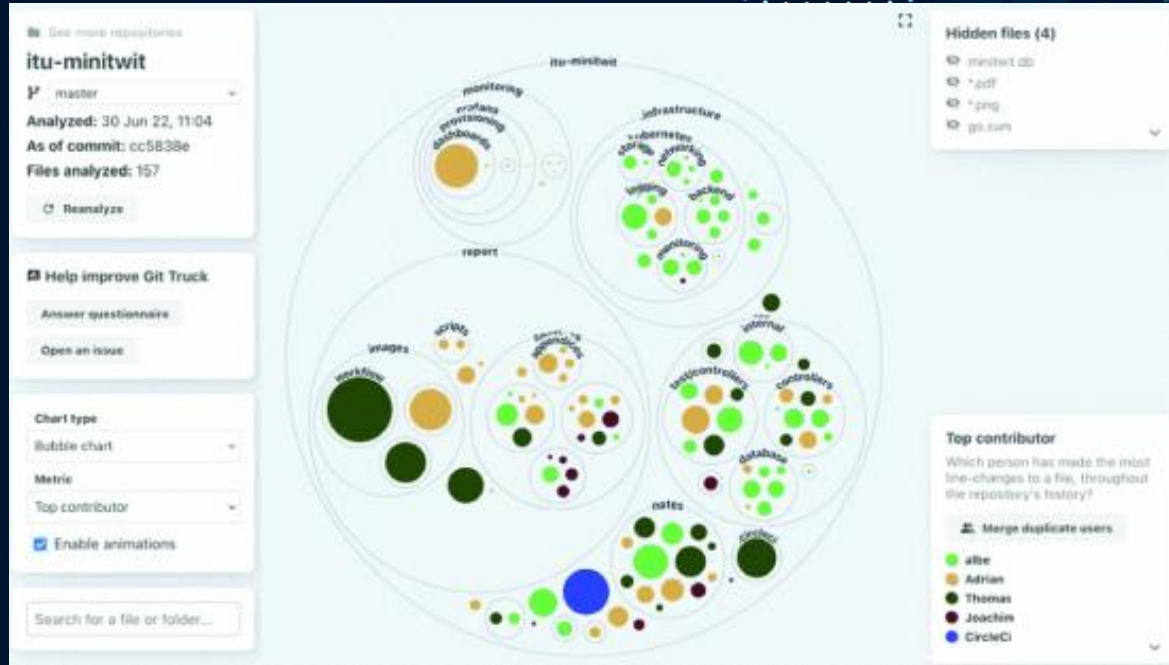 See more repositories
itu-minitwit
master
Analyzed: 30 Jun 22, 11:04
As of commit: cc5838e
Files analyzed: 157
Reanalyze
Help improve Git Truck
Answer questionnaire
Open an issue
Chart type
Bubble chart
Metric
Top contributor
Enable animations
Search for a file or folder...
itu-minitwit
monitoring
provisioning
dashboards
infrastructure
storage
networking
logging
backend
monitoring
report
scripts
images
workflow
appendices
internal
controllers
database
notes
circleci
Hidden files (4)
minitwit.db
*.pdf
*.png
go.sum
Top contributor
Which person has made the most
line-changes to a file, throughout
the repository's history?
Merge duplicate users
albe
Adrian
Thomas
Joachim
CircleCi